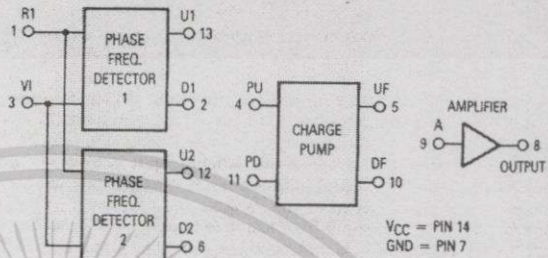 R1
1
VI
3
PHASE
FREQ.
DETECTOR
1
U1
13
D1
2
PHASE
FREQ.
DETECTOR
2
U2
12
D2
6
PU
4
PD
11
CHARGE
PUMP
UF
5
DF
10
AMPLIFIER
A
9
8
OUTPUT
VCC = PIN 14
GND = PIN 7